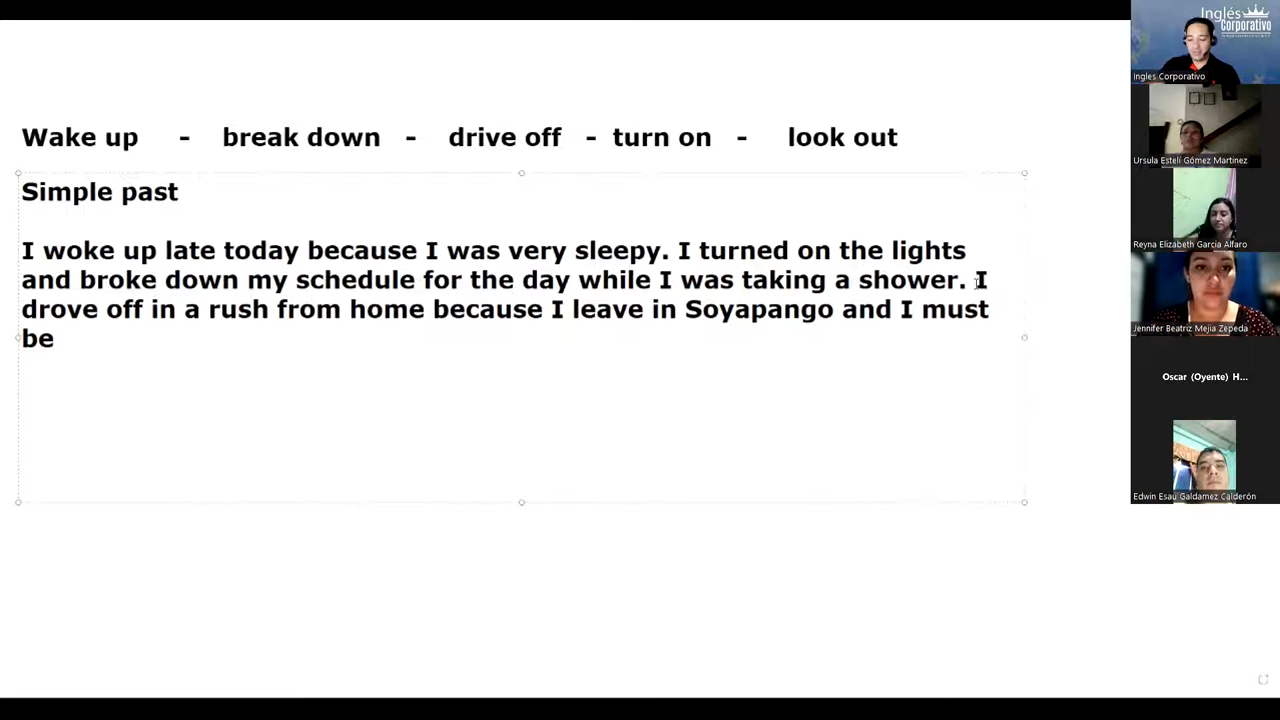 Inglés
Corporativo
Ingles Corporativo
Wake up - break down - drive off - turn on - look out
Ursula Estelí Gómez Martinez
Simple past
Reyna Elizabeth Garcia Alfaro
I woke up late today because I was very sleepy. I turned on the lights
and broke down my schedule for the day while I was taking a shower. I
drove off in a rush from home because I leave in Soyapango and I must
be
Jennifer Beatriz Mejia Zepeda
Oscar (Oyente) H...
Edwin Esau Galdamez Calderón